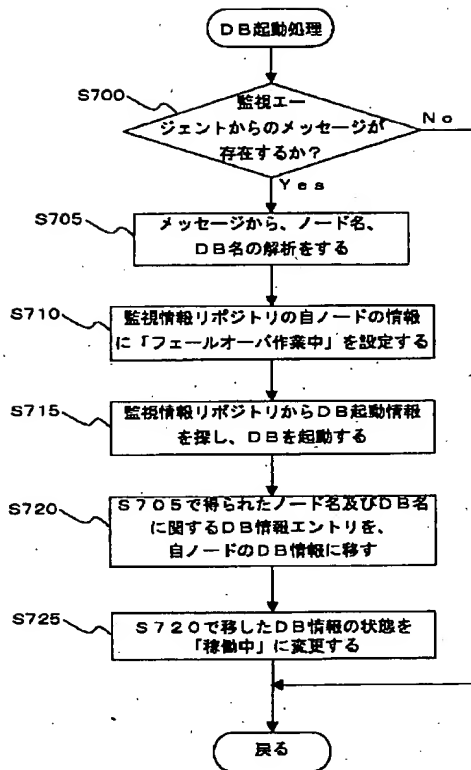 DB起動処理
S700
監視エー
ジェントからのメッセージが
存在するか?
No
Yes
S705
メッセージから、ノード名、
DB名の解析をする
S710
監視情報リポジトリの自ノードの情報
に「フェールオーバ作業中」を設定する
S715
監視情報リポジトリからDB起動情報
を探し、DBを起動する
S720
S705で得られたノード名及びDB名
に関するDB情報エントリを、
自ノードのDB情報に移す
S725
S720で移したDB情報の状態を
「稼働中」に変更する
戻る